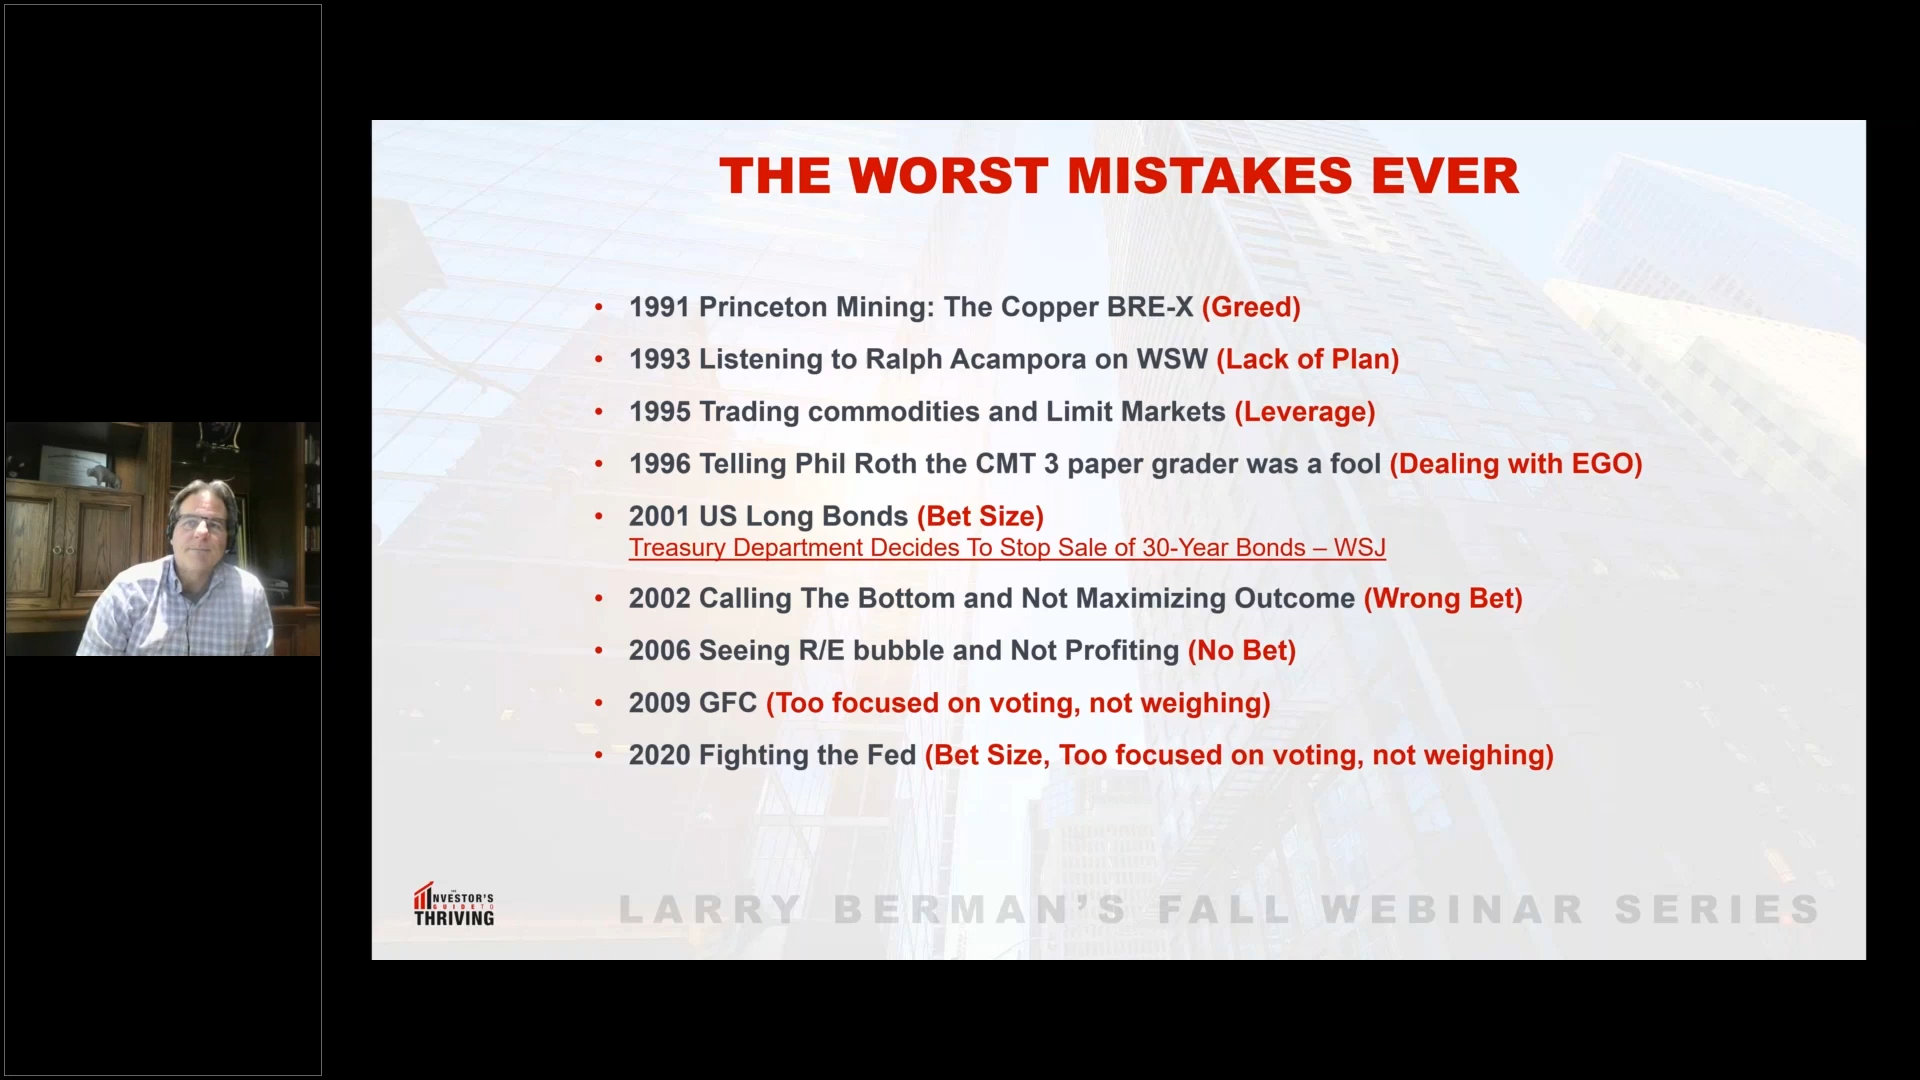 THE WORST MISTAKES EVER
• 1991 Princeton Mining: The Copper BRE-X (Greed)
• 1993 Listening to Ralph Acampora on WSW (Lack of Plan)
• 1995 Trading commodities and Limit Markets (Leverage)
• 1996 Telling Phil Roth the CMT 3 paper grader was a fool (Dealing with EGO)
• 2001 US Long Bonds (Bet Size)
Treasury Department Decides To Stop Sale of 30-Year Bonds – WSJ
• 2002 Calling The Bottom and Not Maximizing Outcome (Wrong Bet)
• 2006 Seeing R/E bubble and Not Profiting (No Bet)
• 2009 GFC (Too focused on voting, not weighing)
• 2020 Fighting the Fed (Bet Size, Too focused on voting, not weighing)
THE
INVESTOR'S
GUIDE TO
THRIVING
LARRY BERMAN'S FALL WEBINAR SERIES